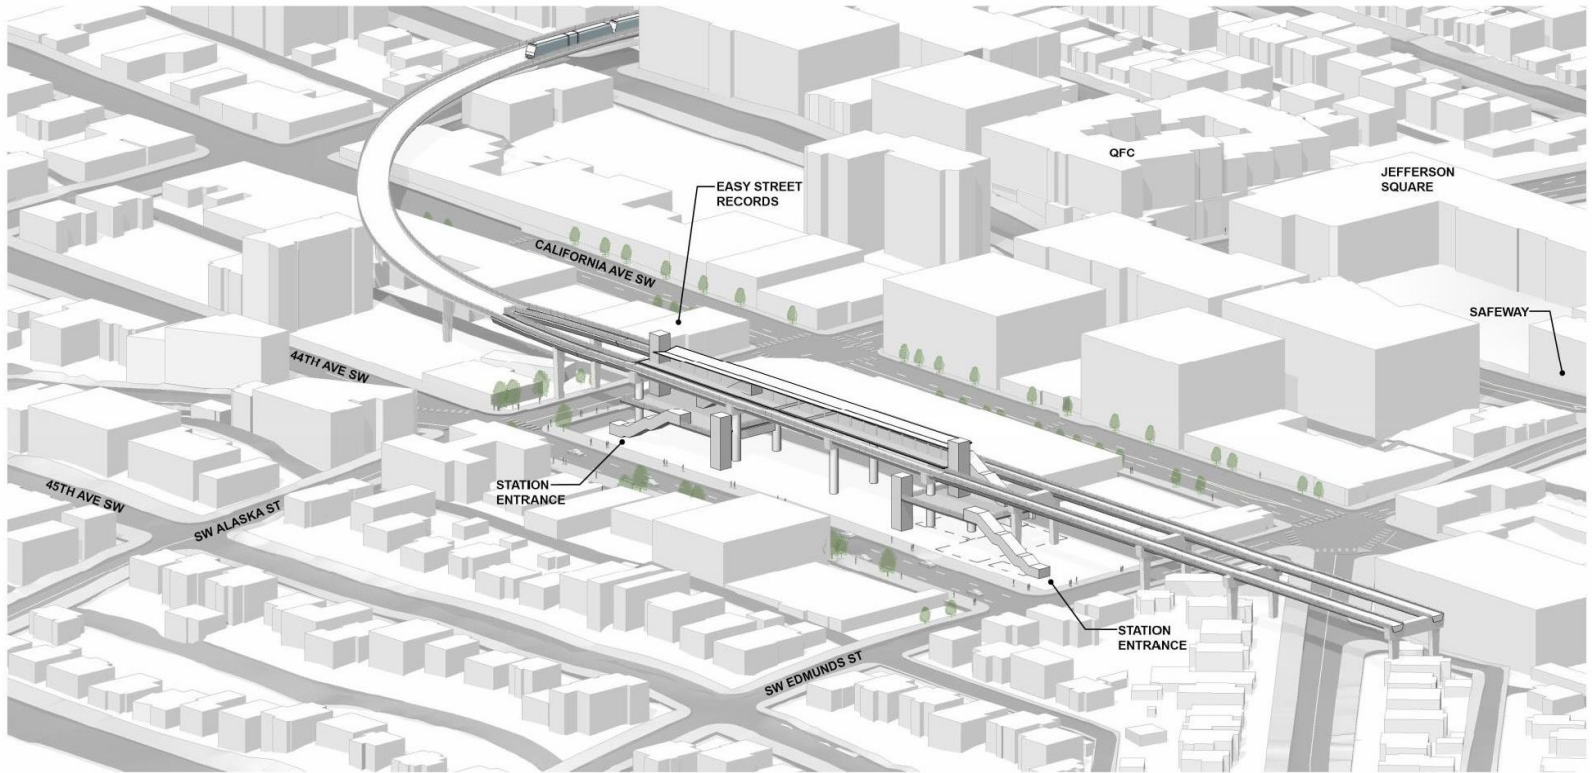 QFC
JEFFERSON
SQUARE
EASY STREET
RECORDS
CALIFORNIA AVE SW
SAFEWAY
44TH AVE SW
STATION
ENTRANCE
45TH AVE SW
SW ALASKA ST
STATION
ENTRANCE
SW EDMUNDS ST